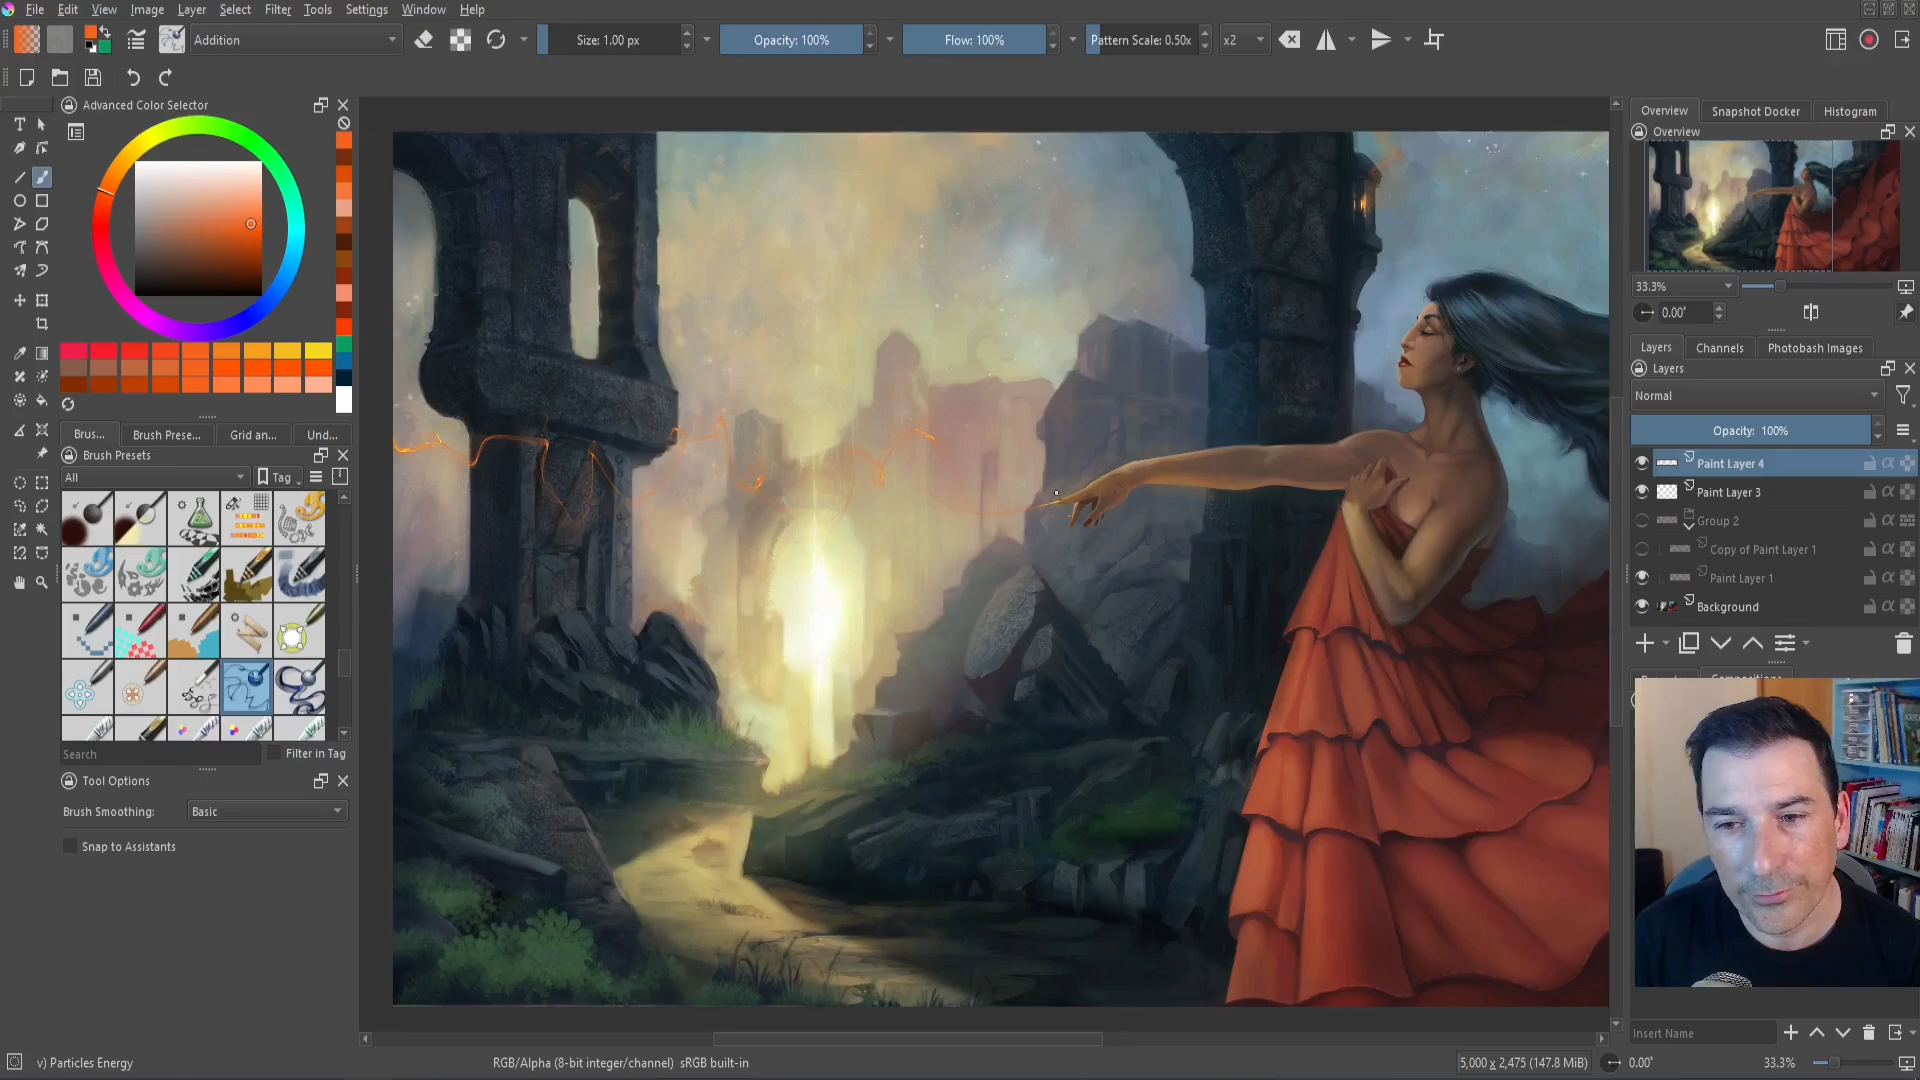 File Edit View Image Layer Select Filter Tools Settings Window Help
Addition
Size: 1.00 px
Opacity: 100%
Flow: 100%
Pattern Scale: 0.50x
x2
Advanced Color Selector
Overview
Snapshot Docker
Histogram
Overview
33.3%
0.00°
Layers
Channels
Photobash Images
Layers
Normal
Opacity: 100%
Paint Layer 4
Paint Layer 3
Group 2
Copy of Paint Layer 1
Paint Layer 1
Background
Brus...
Brush Prese...
Grid an...
Und...
Brush Presets
All
Tag
Search
Filter in Tag
Tool Options
Brush Smoothing:
Basic
Snap to Assistants
Insert Name
v) Particles Energy
RGB/Alpha (8-bit integer/channel) sRGB built-in
5,000 x 2,475 (147.8 MiB)
0.00°
33.3%